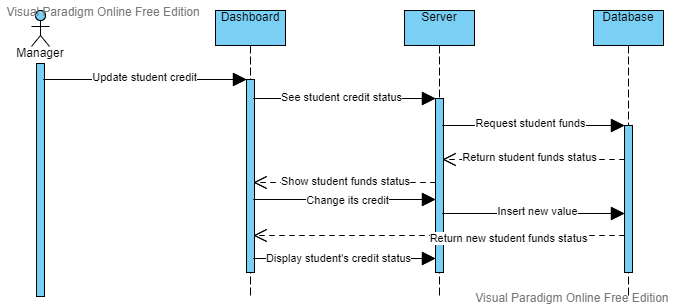 Visual Paradigm Online Free Edition
Dashboard
Server
Database
Manager
Update student credit
See student credit status
Request student funds
Return student funds status
Show student funds status
Change its credit
Insert new value
Return new student funds status
Display student's credit status
Visual Paradigm Online Free Edition